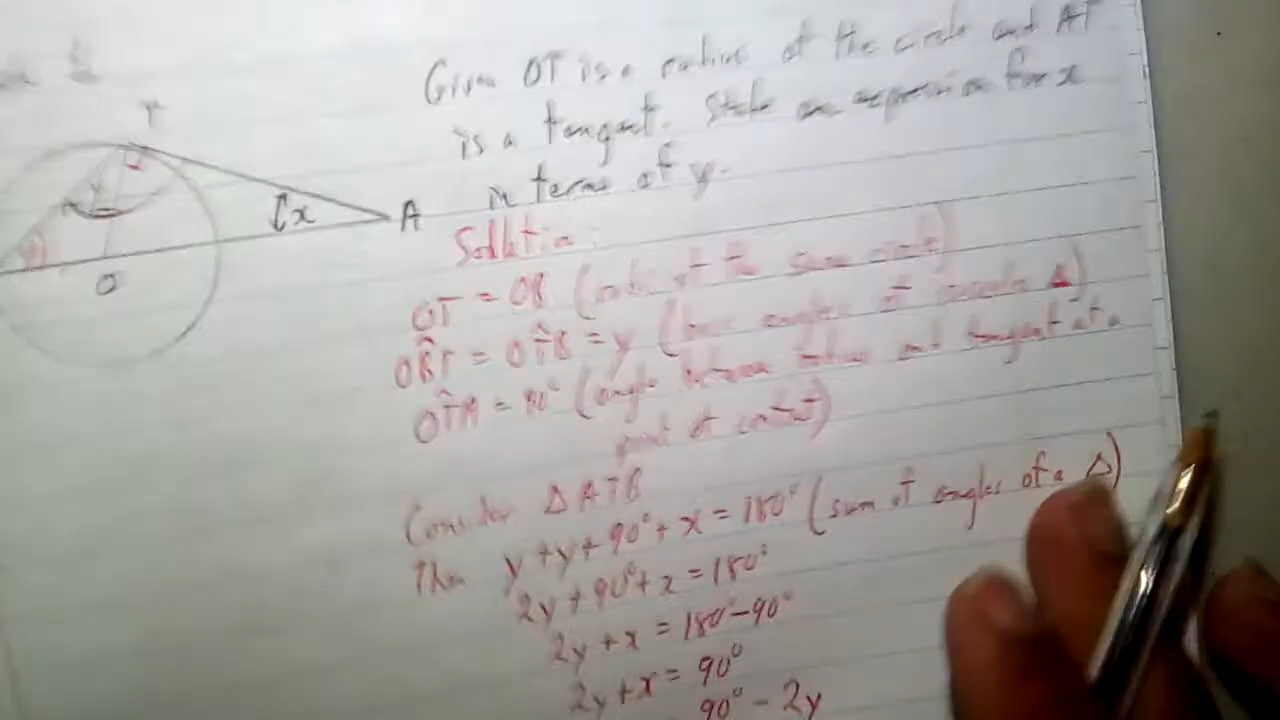 T
x
A
O
y
Given OT is a radius of the circle and AT
is a tangent. State an expression for x
in terms of y.
Solution:
OT = OB (radii of the same circle)
OB̂T = OT̂B = y (base angles of isosceles Δ)
OT̂A = 90° (angle between radius and tangent at a
point of contact)
Consider ΔATB
Then y + y + 90° + x = 180° (sum of angles of a Δ)
2y + 90° + x = 180°
2y + x = 180° - 90°
2y + x = 90°
90° - 2y